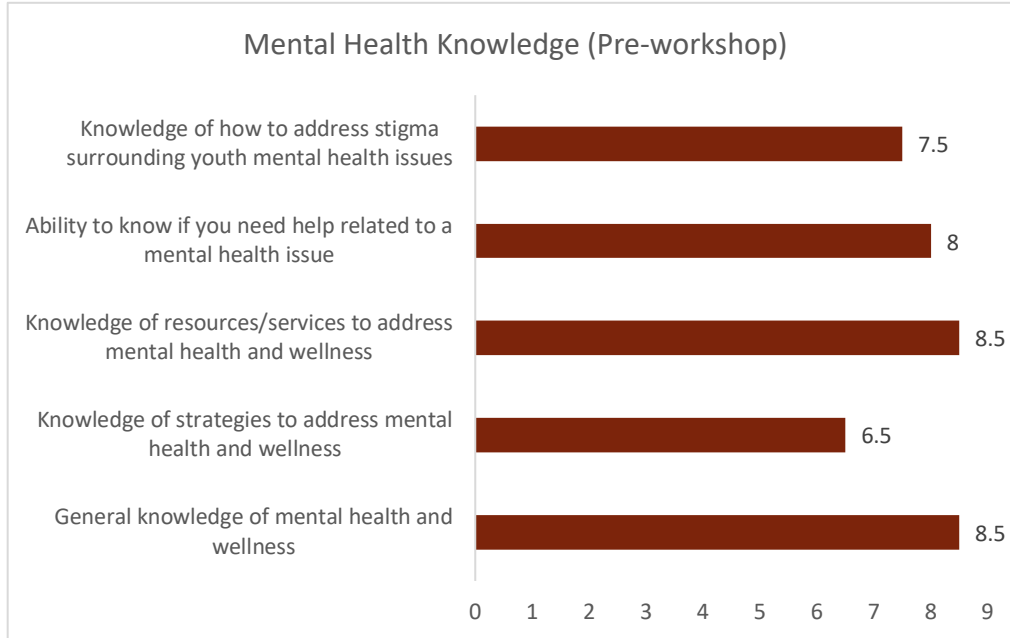 Mental Health Knowledge (Pre-workshop)
Knowledge of how to address stigma
surrounding youth mental health issues
7.5
Ability to know if you need help related to a
mental health issue
8
Knowledge of resources/services to address
mental health and wellness
8.5
Knowledge of strategies to address mental
health and wellness
6.5
General knowledge of mental health and
wellness
8.5
0 1 2 3 4 5 6 7 8 9